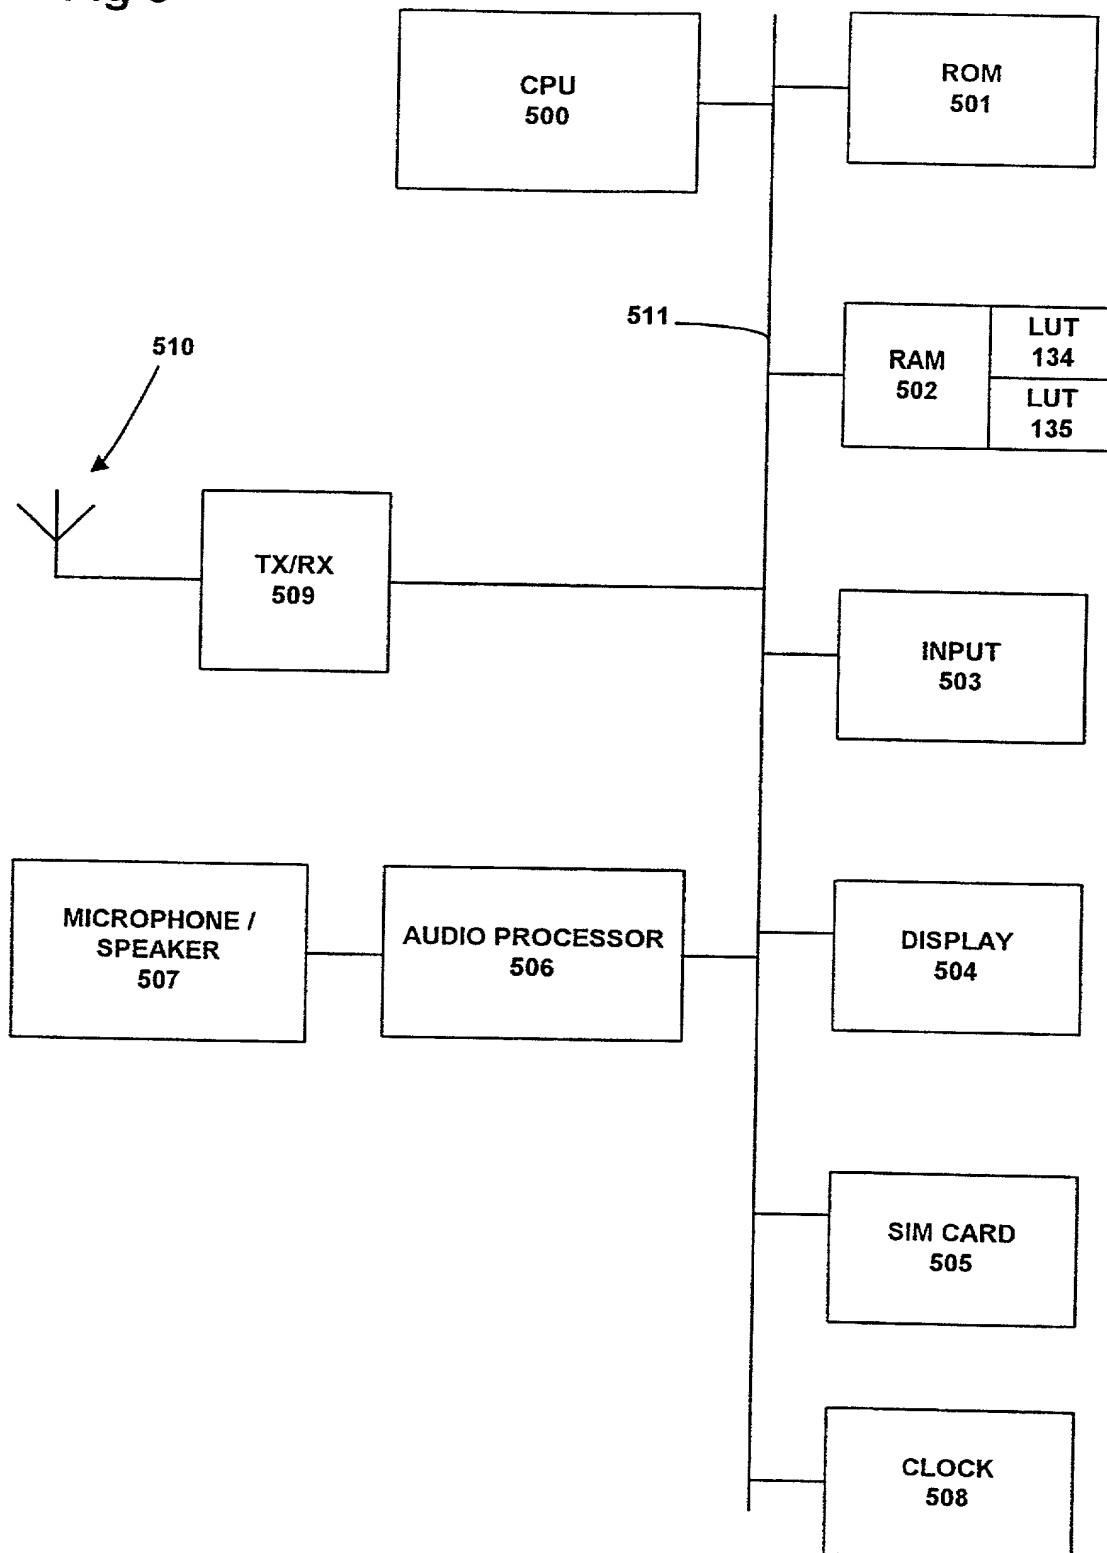 CPU
500
ROM
501
511
LUT
134
RAM
502
LUT
135
510
TX/RX
509
INPUT
503
MICROPHONE /
SPEAKER
507
AUDIO PROCESSOR
506
DISPLAY
504
SIM CARD
505
CLOCK
508